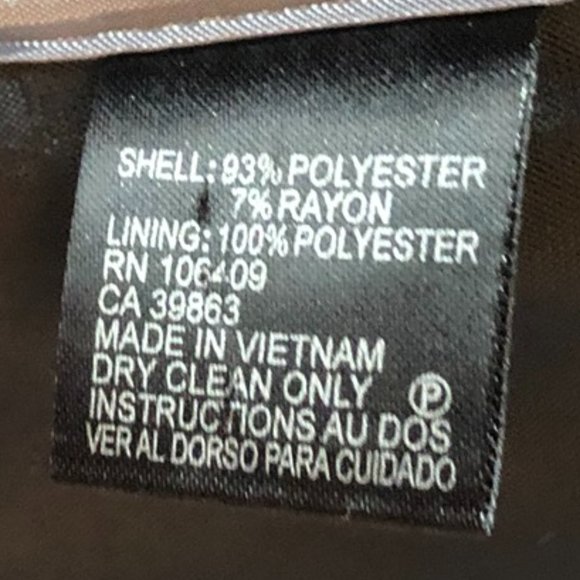 SHELL: 93% POLYESTER
7% RAYON
LINING: 100% POLYESTER
RN 106409
CA 39863
MADE IN VIETNAM
DRY CLEAN ONLY Ⓟ
INSTRUCTIONS AU DOS
VER AL DORSO PARA CUIDADO